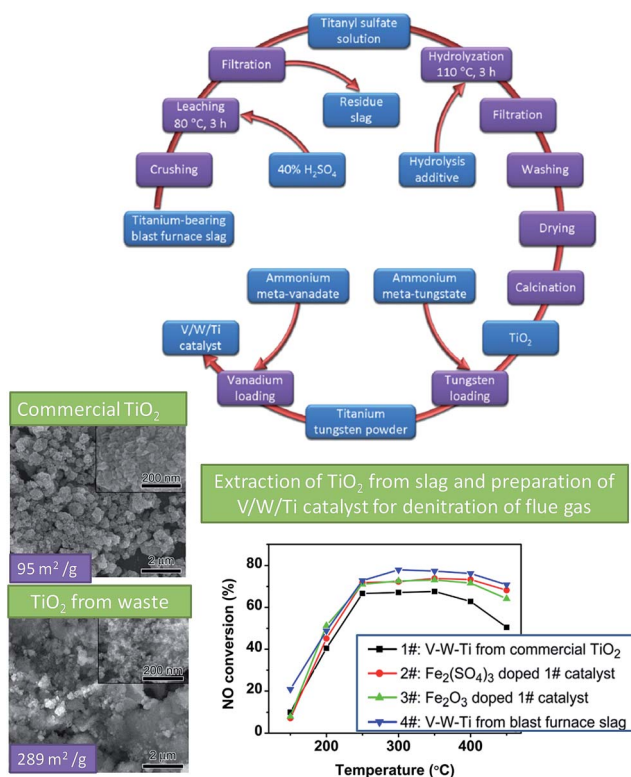 Titanyl sulfate
solution
Filtration
Hydrolyzation
110 °C, 3 h
Residue
slag
Leaching
80 °C, 3 h
Filtration
Crushing
40% H₂SO₄
Hydrolysis
additive
Washing
Titanium-bearing
blast furnace slag
Drying
Ammonium
meta-vanadate
Ammonium
meta-tungstate
Calcination
V/W/Ti
catalyst
TiO₂
Vanadium
loading
Tungsten
loading
Titanium
tungsten powder
Commercial TiO₂
200 nm
95 m²/g
2 μm
TiO₂ from waste
200 nm
289 m²/g
2 μm
Extraction of TiO₂ from slag and preparation of
V/W/Ti catalyst for denitration of flue gas
NO conversion (%)
80
60
40
20
0
1#: V-W-Ti from commercial TiO₂
2#: Fe₂(SO₄)₃ doped 1# catalyst
3#: Fe₂O₃ doped 1# catalyst
4#: V-W-Ti from blast furnace slag
200 300 400
Temperature (°C)